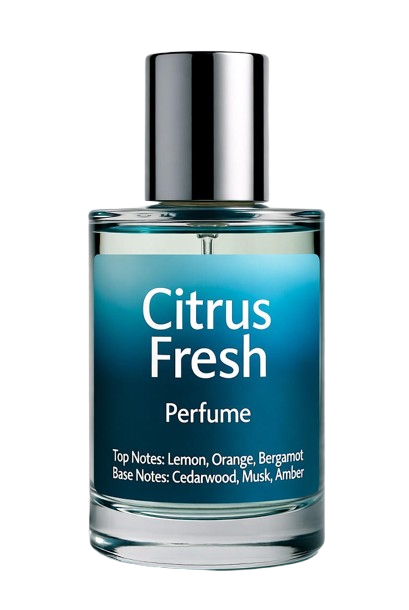 Citrus
Fresh
Perfume
Top Notes: Lemon, Orange, Bergamot
Base Notes: Cedarwood, Musk, Amber